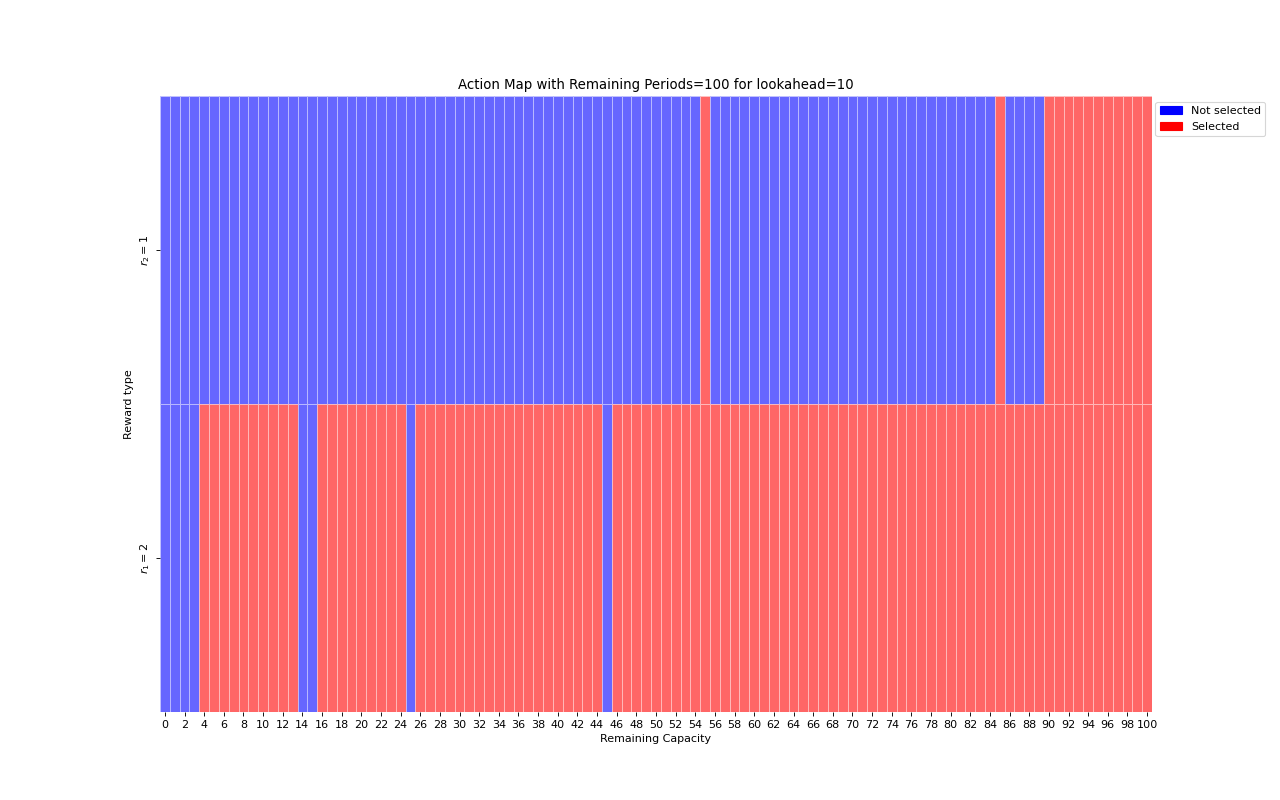 Action Map with Remaining Periods=100 for lookahead=10
Not selected
Selected
r₂ = 1
Reward type
r₁ = 2
0 2 4 6 8 10 12 14 16 18 20 22 24 26 28 30 32 34 36 38 40 42 44 46 48 50 52 54 56 58 60 62 64 66 68 70 72 74 76 78 80 82 84 86 88 90 92 94 96 98 100
Remaining Capacity